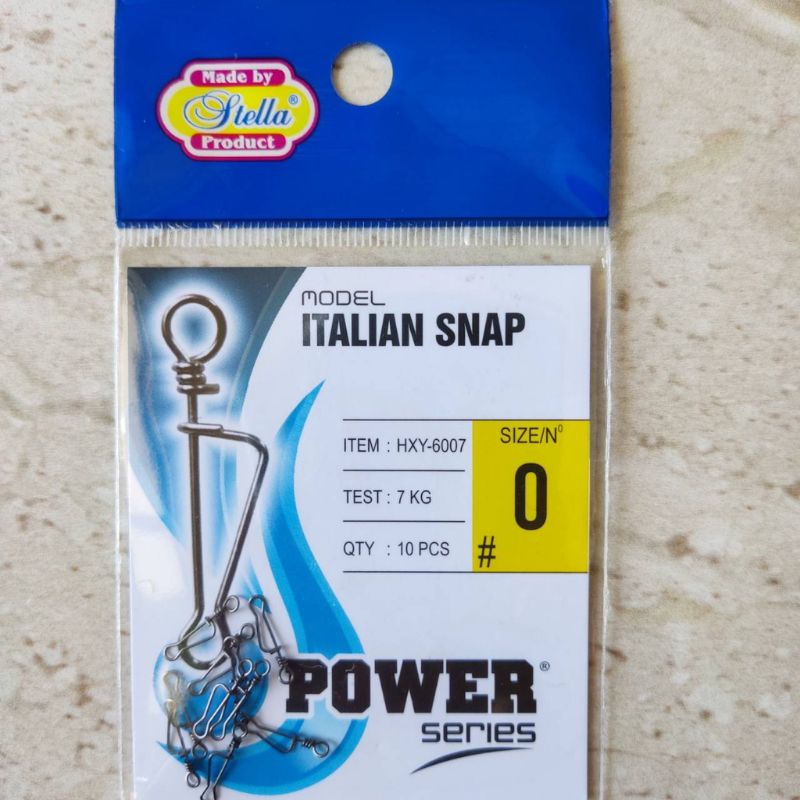 Made by
Stella®
Product
MODEL
ITALIAN SNAP
ITEM : HXY-6007
TEST : 7 KG
QTY : 10 PCS
SIZE/N⁰
0
#
POWER®
series